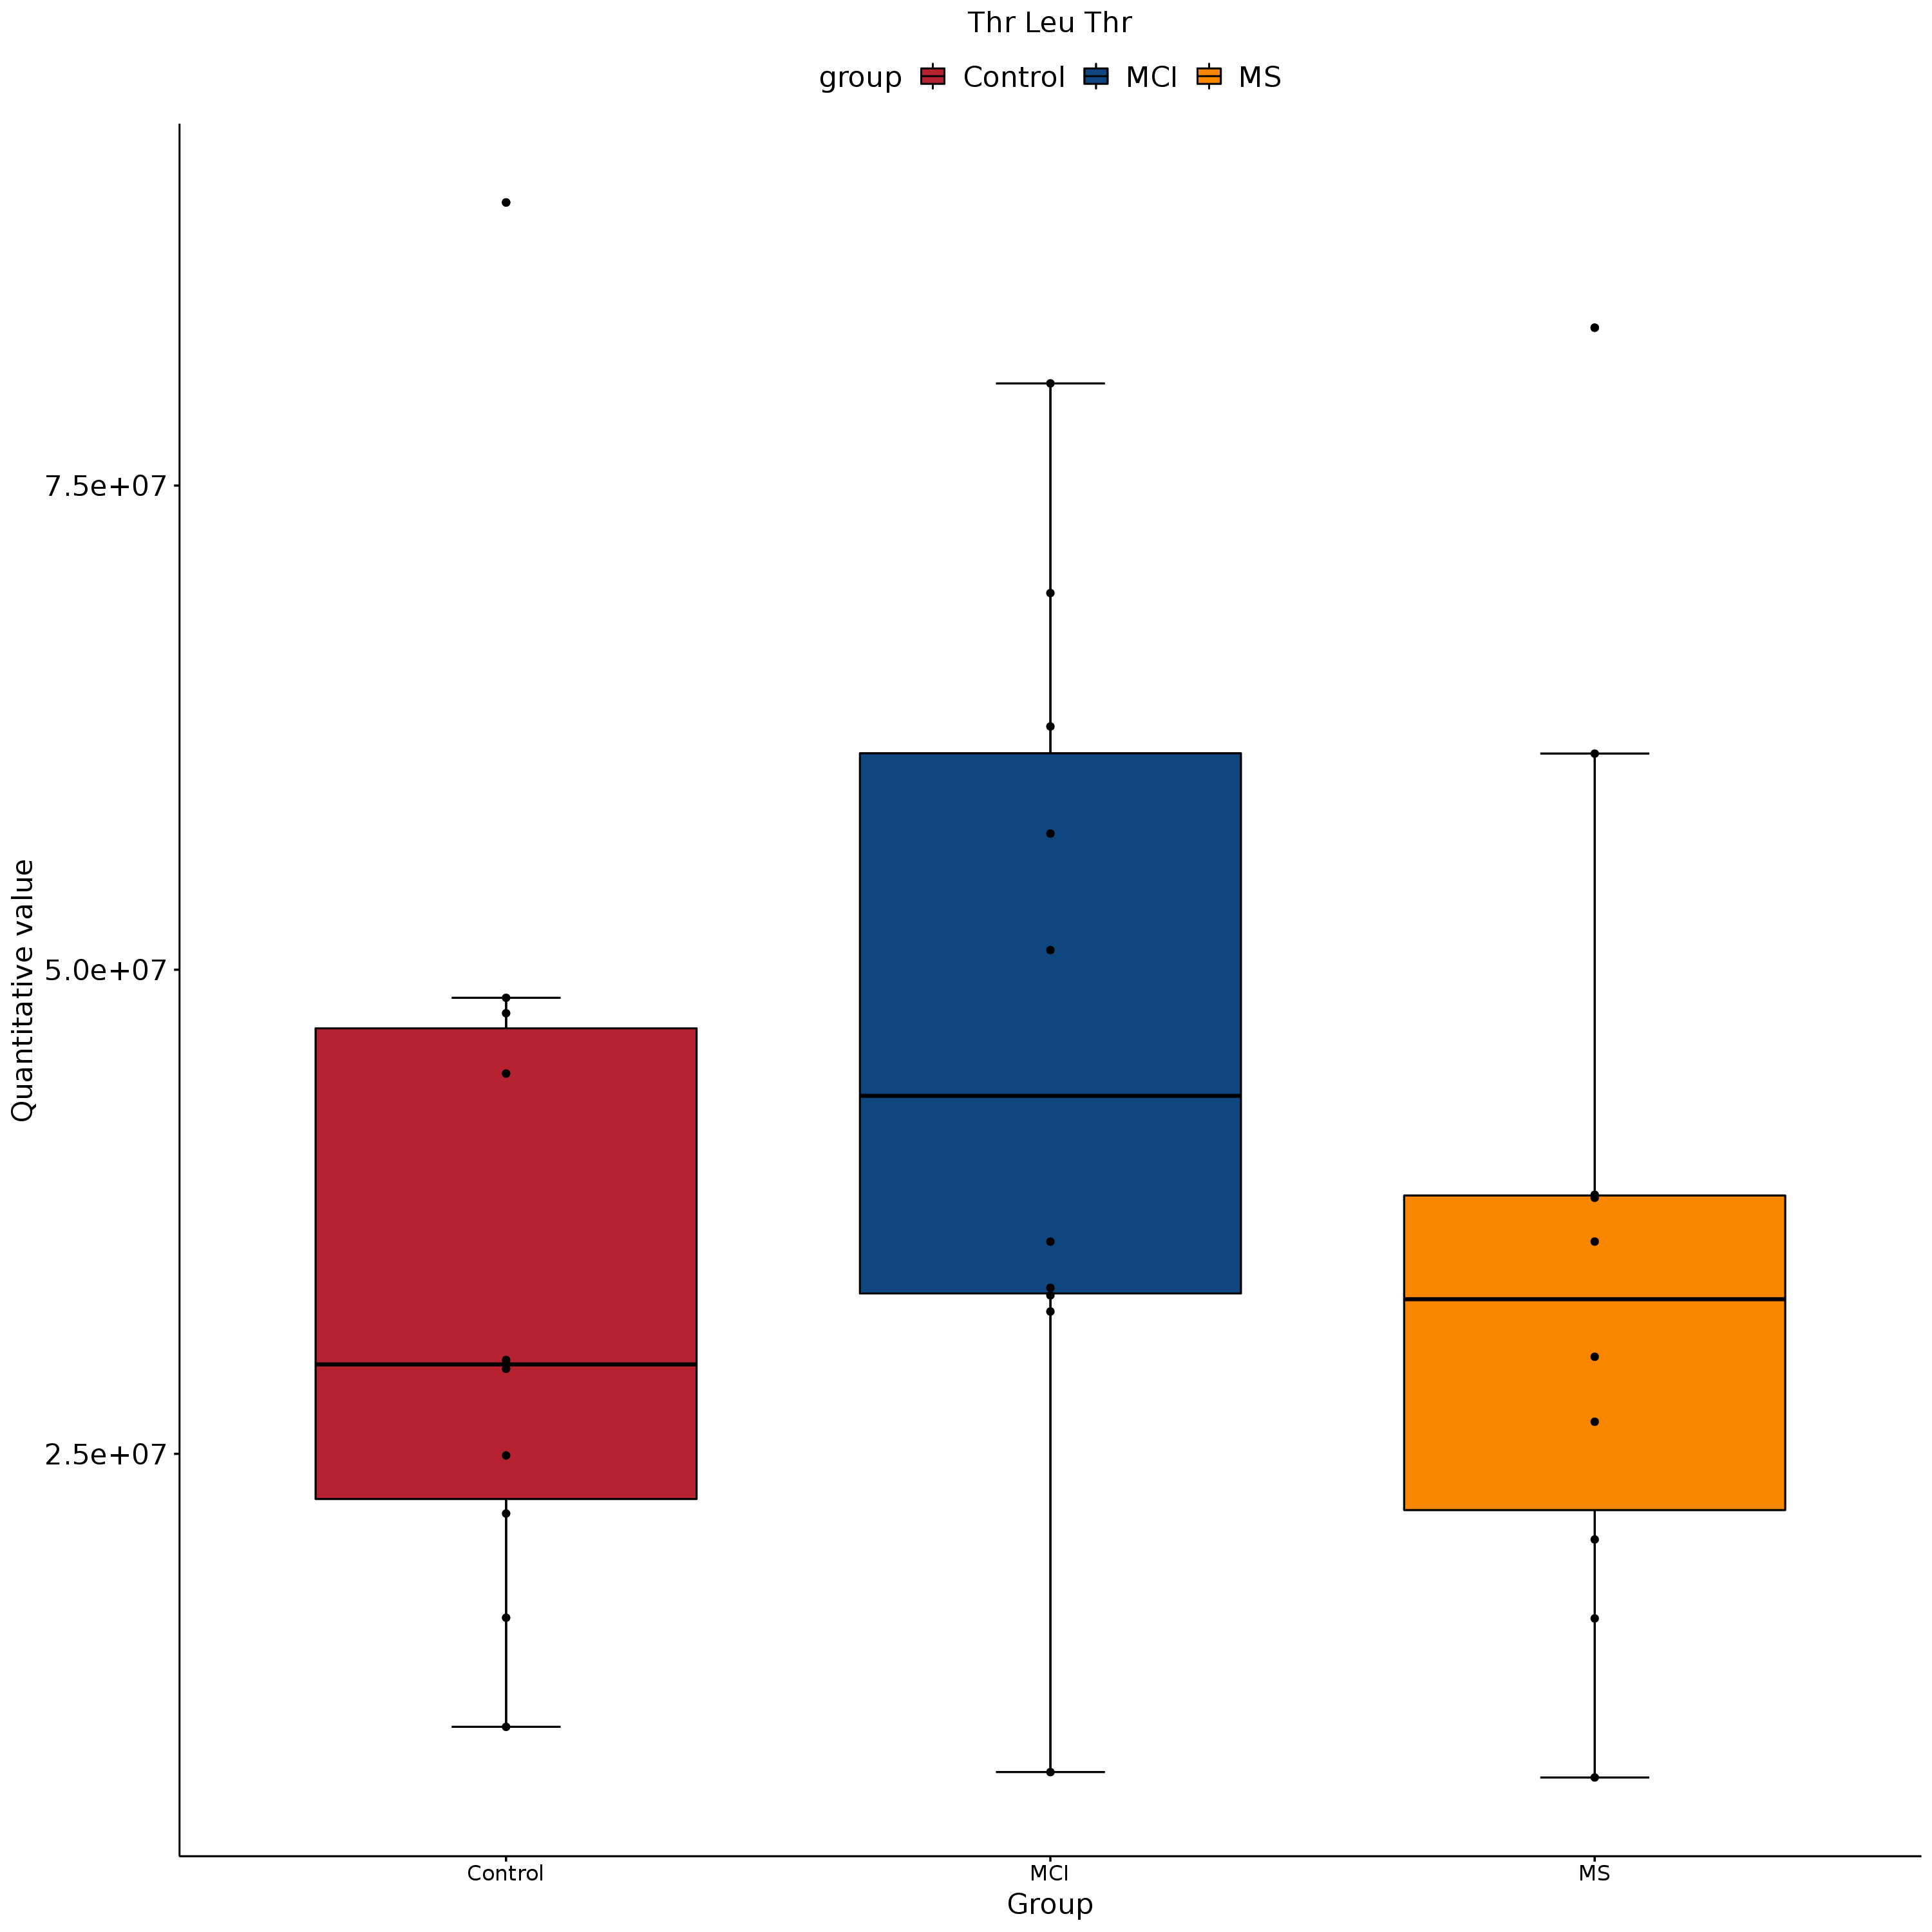 Thr Leu Thr
group Control MCI MS
7.5e+07
5.0e+07
2.5e+07
Quantitative value
Control MCI MS
Group